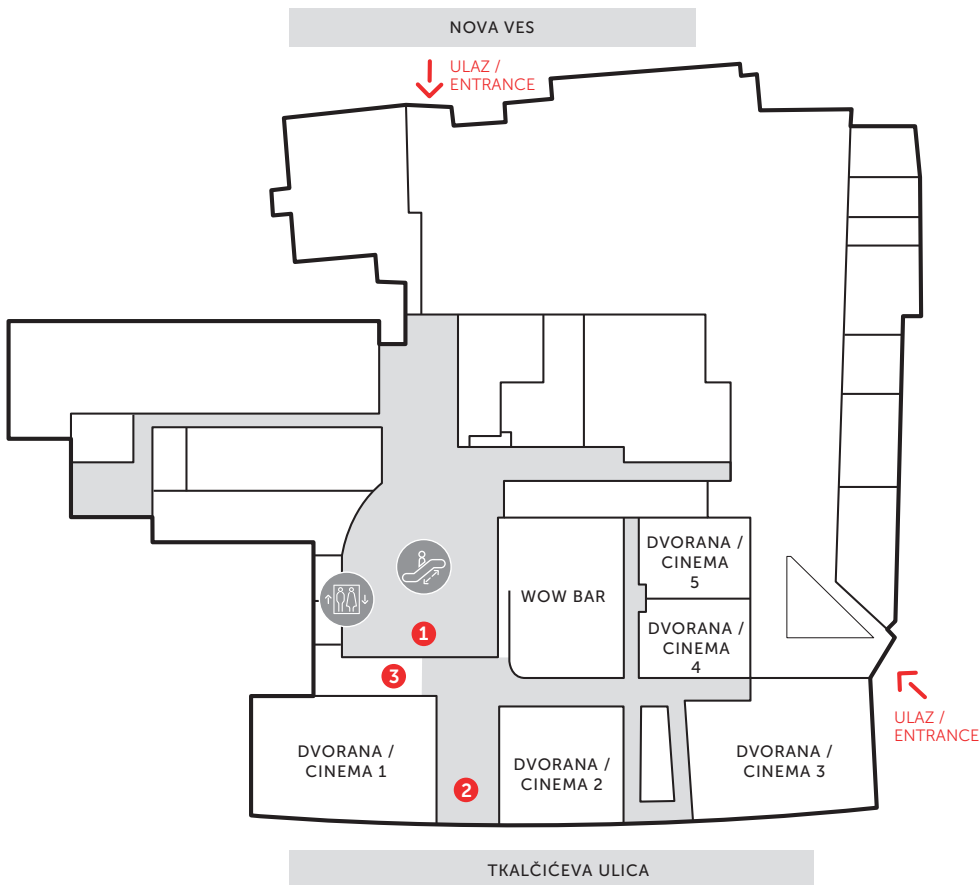 NOVA VES
ULAZ /
ENTRANCE
DVORANA /
CINEMA
5
WOW BAR
DVORANA /
CINEMA
4
1
3
ULAZ /
ENTRANCE
DVORANA /
CINEMA 1
DVORANA /
CINEMA 2
DVORANA /
CINEMA 3
2
TKALČIĆEVA ULICA